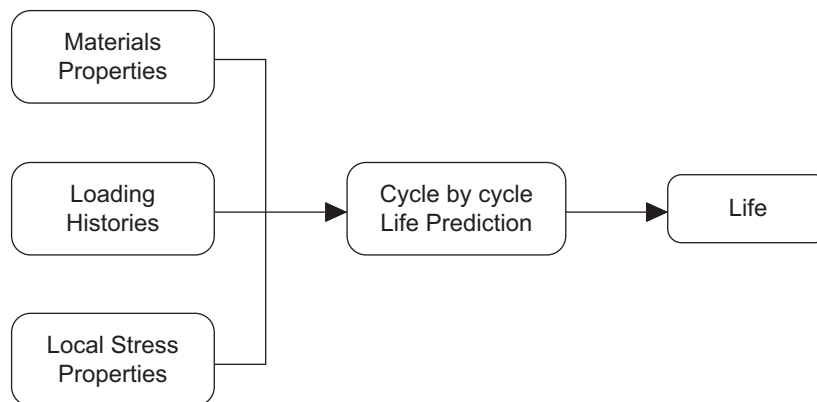 Materials
Properties
Loading
Histories
Cycle by cycle
Life Prediction
Life
Local Stress
Properties